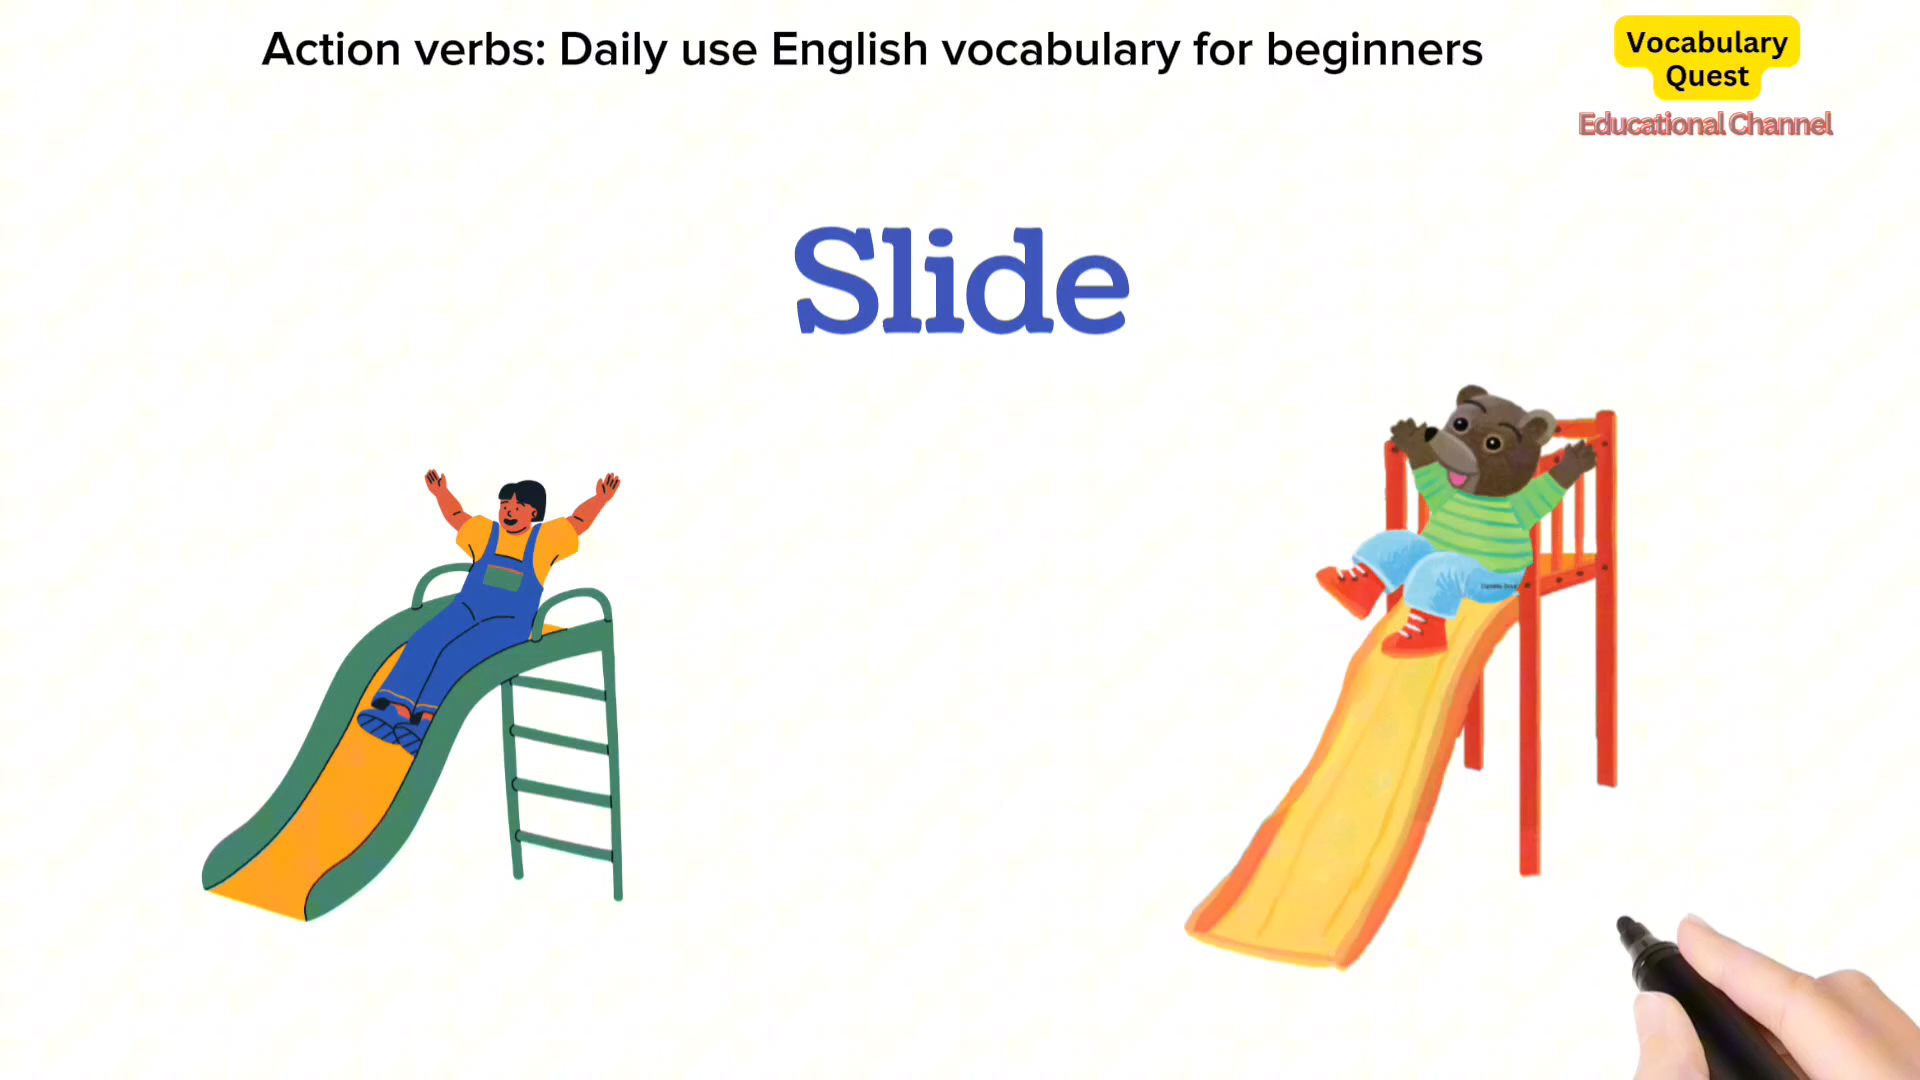 Action verbs: Daily use English vocabulary for beginners
Vocabulary
Quest
Educational Channel
Slide